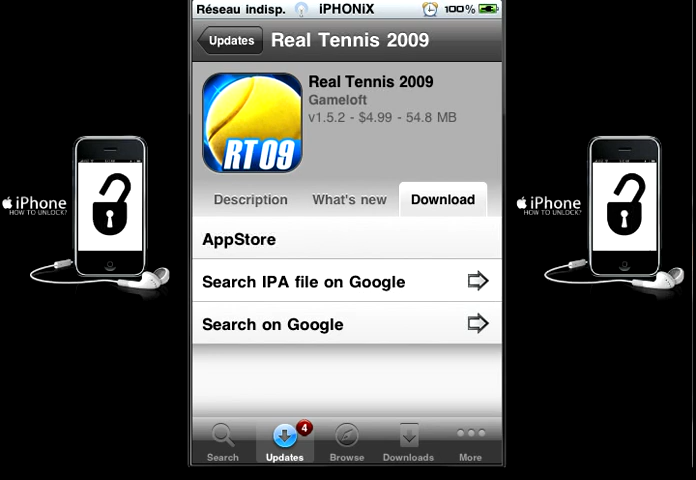 Réseau indisp. iPHONiX 100%
Updates Real Tennis 2009
Real Tennis 2009
Gameloft
v1.5.2 - $4.99 - 54.8 MB
RT 09
Description What's new Download
AppStore
Search IPA file on Google
Search on Google
4
Search Updates Browse Downloads More
iPhone
HOW TO UNLOCK?
iPhone
HOW TO UNLOCK?